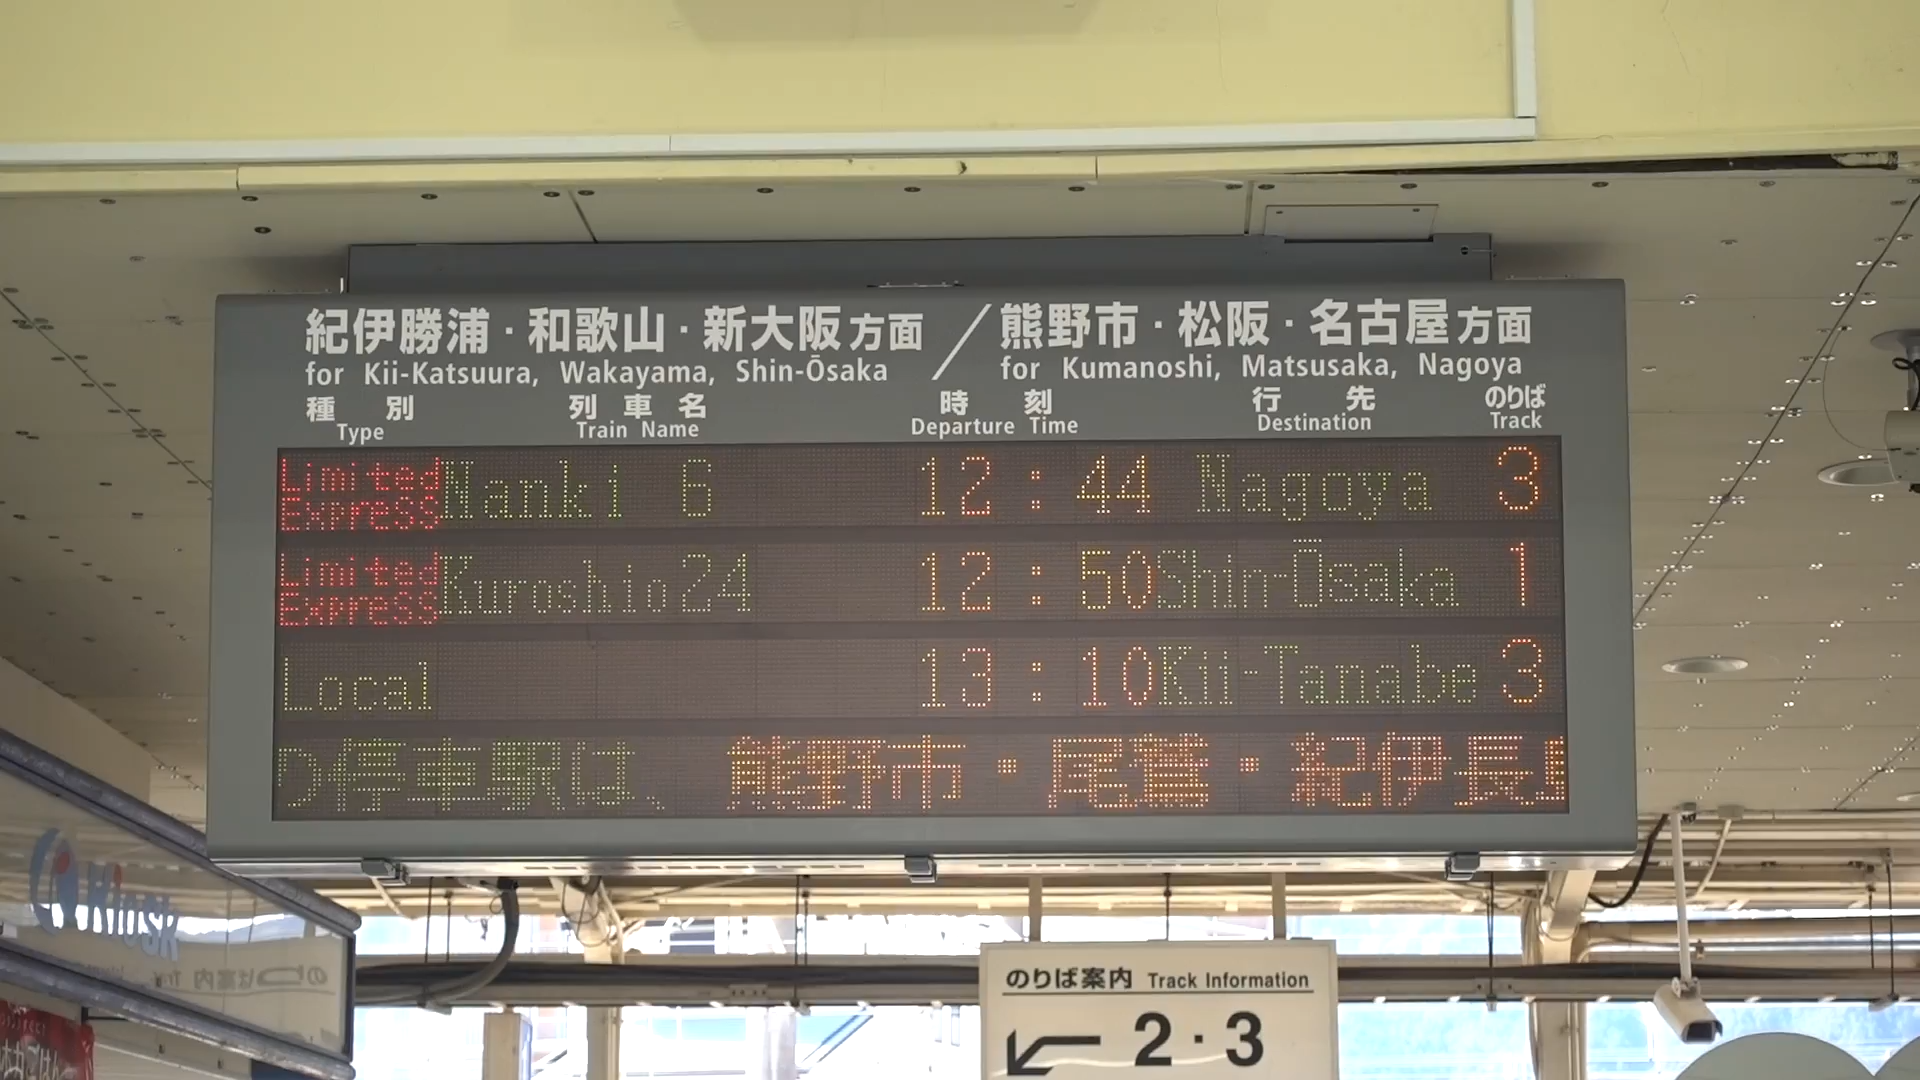 紀伊勝浦・和歌山・新大阪方面／熊野市・松阪・名古屋方面
for Kii-Katsuura, Wakayama, Shin-Ōsaka for Kumanoshi, Matsusaka, Nagoya
種別 列車名 時刻 行先 のりば
Type Train Name Departure Time Destination Track
Limited Express Nanki 6 12:44 Nagoya 3
Limited Express Kuroshio 24 12:50 Shin-Ōsaka 1
Local 13:10 Kii-Tanabe 3
停車駅は、熊野市・尾鷲・紀伊長
Kiosk
のりば案内 Track Information
2・3